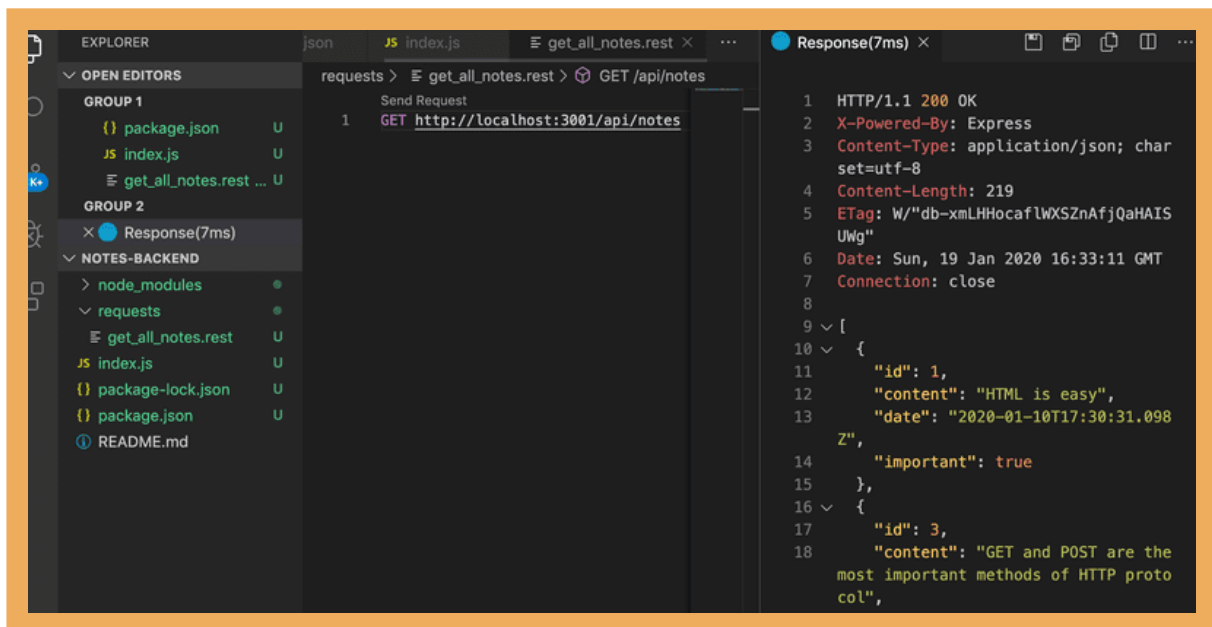 EXPLORER
OPEN EDITORS
GROUP 1
{} package.json U
JS index.js U
get_all_notes.rest ... U
GROUP 2
Response(7ms)
NOTES-BACKEND
node_modules
requests
get_all_notes.rest U
JS index.js U
{} package-lock.json U
{} package.json U
README.md
K+
json JS index.js get_all_notes.rest ...
requests > get_all_notes.rest > GET /api/notes
Send Request
1 GET http://localhost:3001/api/notes
Response(7ms) ...
1 HTTP/1.1 200 OK
2 X-Powered-By: Express
3 Content-Type: application/json; char
set=utf-8
4 Content-Length: 219
5 ETag: W/"db-xmLHHocaflWXSZnAfjQaHAIS
UWg"
6 Date: Sun, 19 Jan 2020 16:33:11 GMT
7 Connection: close
8
9 [
10 {
11 "id": 1,
12 "content": "HTML is easy",
13 "date": "2020-01-10T17:30:31.098
Z",
14 "important": true
15 },
16 {
17 "id": 3,
18 "content": "GET and POST are the
most important methods of HTTP proto
col",